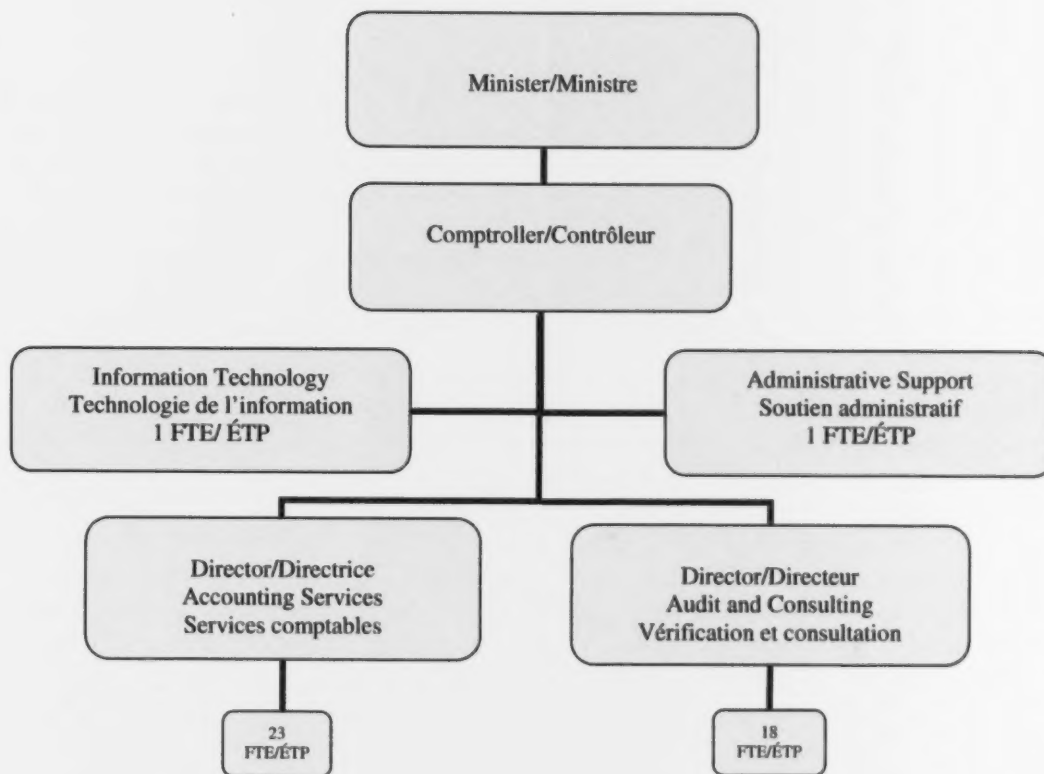 Minister/Ministre
Comptroller/Contrôleur
Information Technology
Technologie de l'information
1 FTE/ ÉTP
Administrative Support
Soutien administratif
1 FTE/ÉTP
Director/Directrice
Accounting Services
Services comptables
Director/Directeur
Audit and Consulting
Vérification et consultation
23
FTE/ÉTP
18
FTE/ÉTP